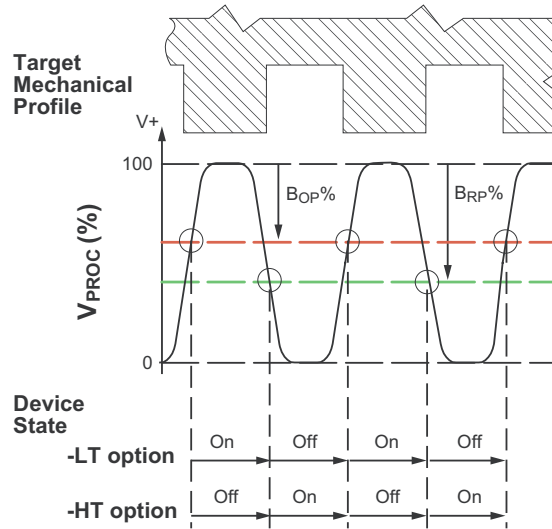 Target
Mechanical
Profile
V+
100
BOP%
BRP%
VPROC (%)
0
Device
State
On Off On Off
-LT option
Off On Off On
-HT option